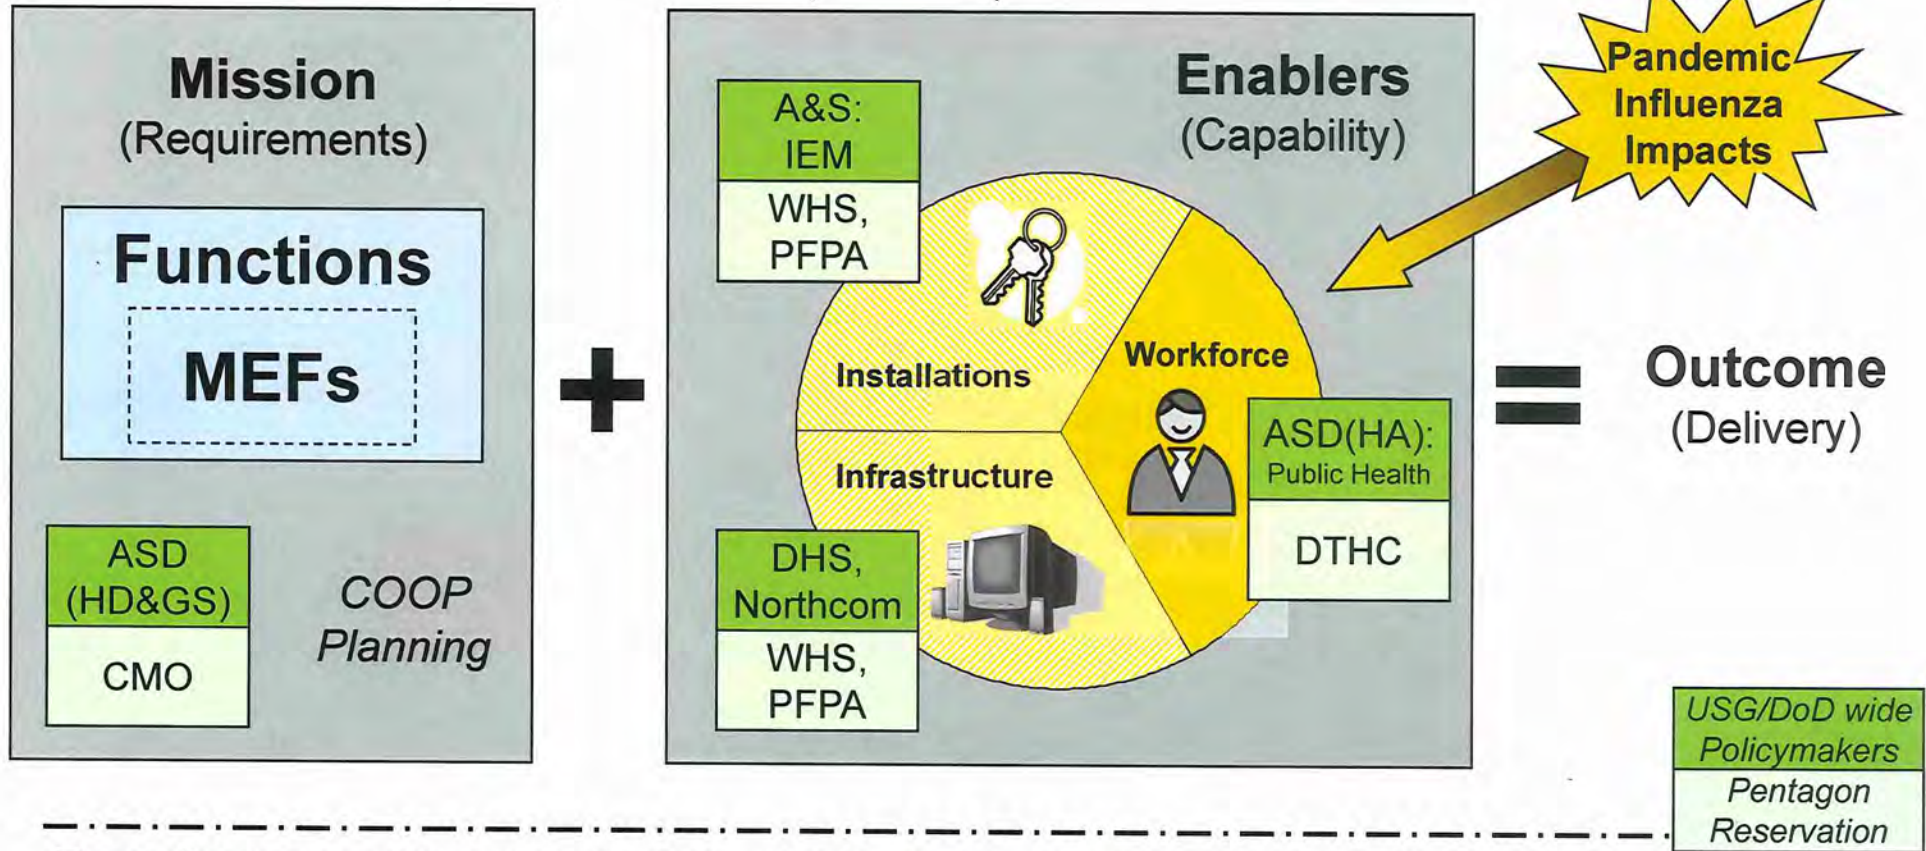 Mission
(Requirements)
Functions
MEFs
ASD
(HD&GS)
CMO
COOP
Planning
Enablers
(Capability)
A&S:
IEM
WHS,
PFPA
Installations
Workforce
Infrastructure
ASD(HA):
Public Health
DTHC
DHS,
Northcom
WHS,
PFPA
Pandemic
Influenza
Impacts
+
=
Outcome
(Delivery)
USG/DoD wide
Policymakers
Pentagon
Reservation